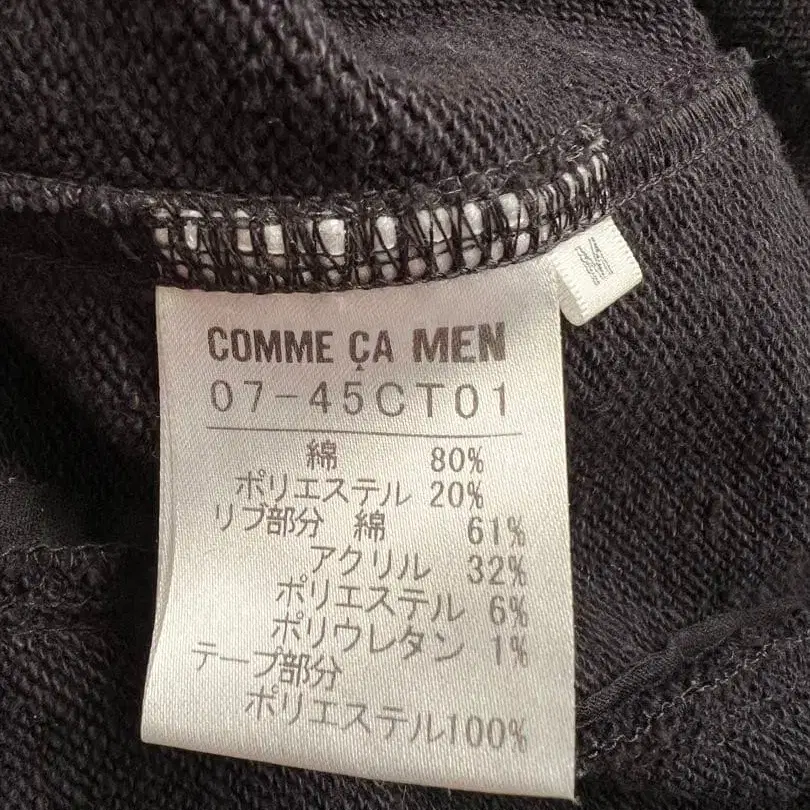 COMME ÇA MEN
07-45CT01
綿 80%
ポリエステル 20%
リブ部分 綿 61%
アクリル 32%
ポリエステル 6%
ポリウレタン 1%
テープ部分
ポリエステル100%